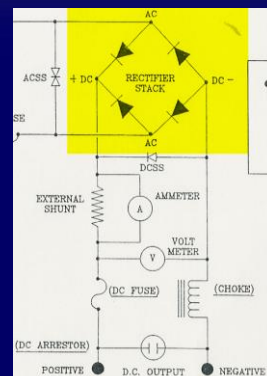 AC
ACSS
+ DC
RECTIFIER
STACK
DC -
SE
AC
DCSS
EXTERNAL
SHUNT
A
AMMETER
V
VOLT
METER
(DC FUSE)
(CHOKE)
(DC ARRESTOR)
POSITIVE
D.C. OUTPUT
NEGATIVE